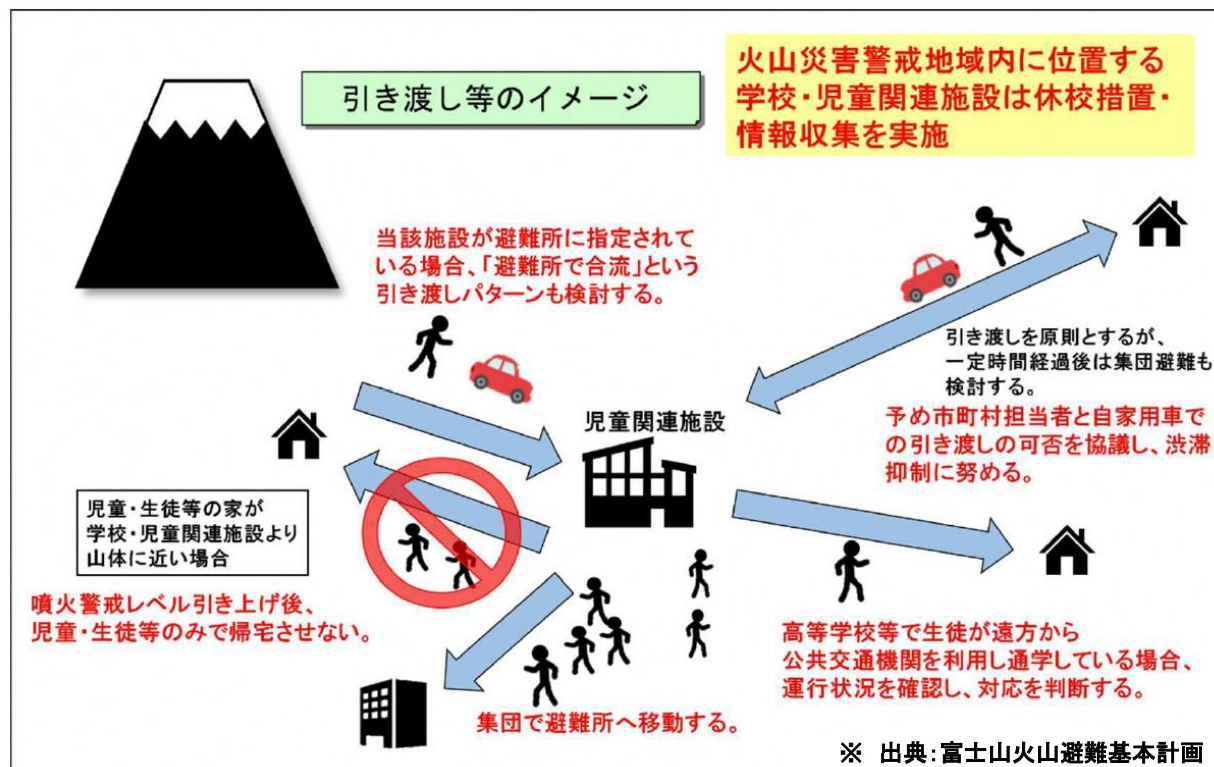 引き渡し等のイメージ
火山災害警戒地域内に位置する
学校・児童関連施設は休校措置・
情報収集を実施
当該施設が避難所に指定されて
いる場合、「避難所で合流」という
引き渡しパターンも検討する。
引き渡しを原則とするが、
一定時間経過後は集団避難も
検討する。
予め市町村担当者と自家用車で
の引き渡しの可否を協議し、渋滞
抑制に努める。
児童関連施設
児童・生徒等の家が
学校・児童関連施設より
山体に近い場合
噴火警戒レベル引き上げ後、
児童・生徒等のみで帰宅させない。
高等学校等で生徒が遠方から
公共交通機関を利用し通学している場合、
運行状況を確認し、対応を判断する。
集団で避難所へ移動する。
※ 出典:富士山火山避難基本計画